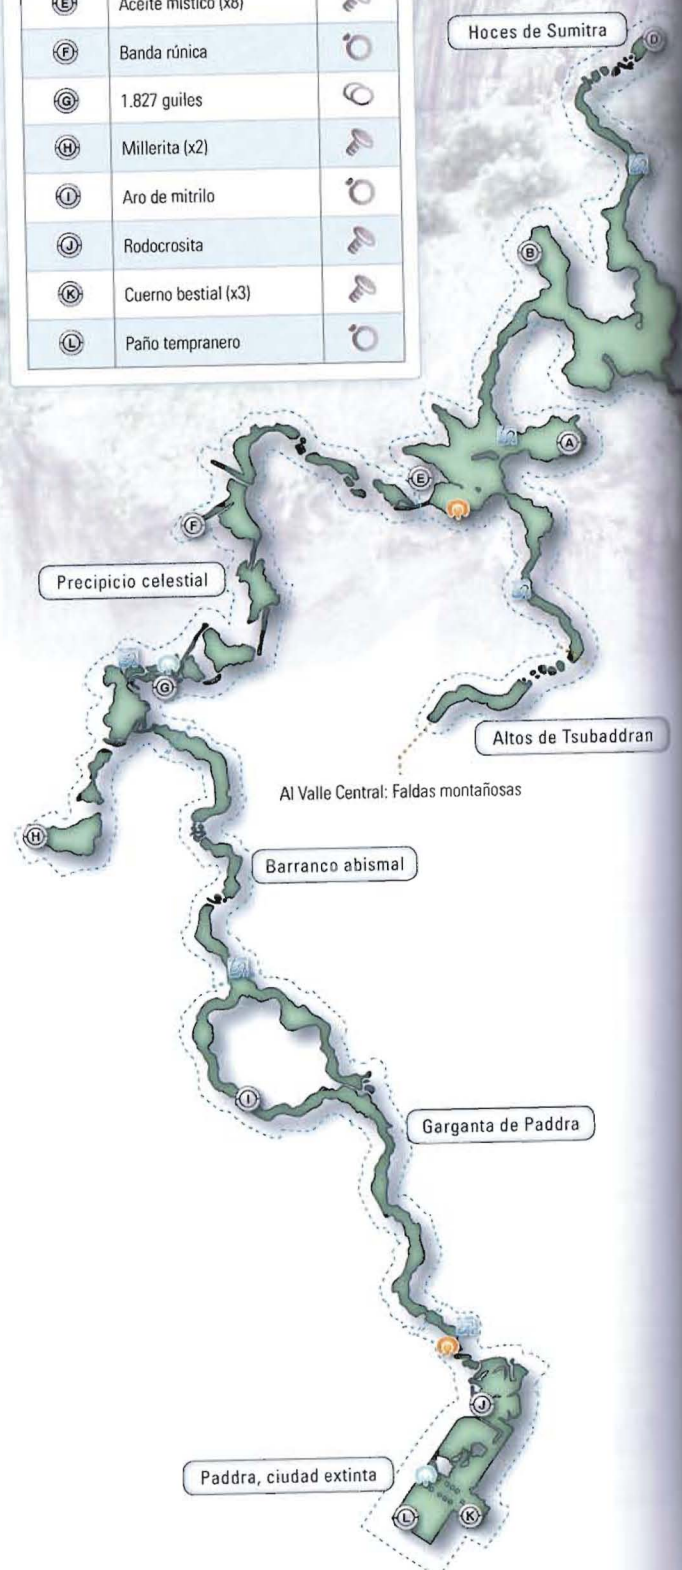 E Aceite místico (x8)
F Banda rúnica
G 1.827 guiles
H Millerita (x2)
I Aro de mitrilo
J Rodocrosita
K Cuerno bestial (x3)
L Paño tempranero
Hoces de Sumitra
D
B
A
E
F
Precipicio celestial
G
Altos de Tsubaddran
Al Valle Central: Faldas montañosas
H
Barranco abismal
I
Garganta de Paddra
J
Paddra, ciudad extinta
L
K